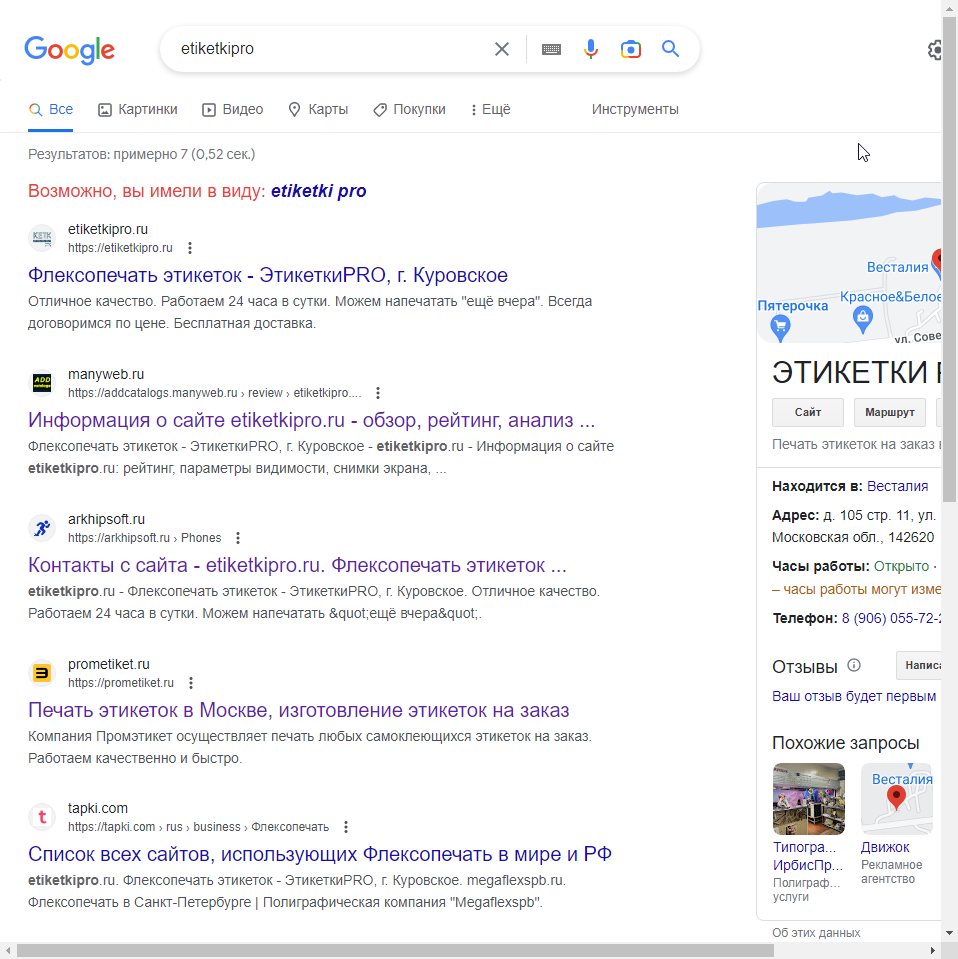 Google
etiketkipro
Все
Картинки
Видео
Карты
Покупки
Ещё
Инструменты
Результатов: примерно 7 (0,52 сек.)
Возможно, вы имели в виду: etiketki pro
etiketkipro.ru
https://etiketkipro.ru
Флексопечать этикеток - ЭтикеткиPRO, г. Куровское
Отличное качество. Работаем 24 часа в сутки. Можем напечатать "ещё вчера". Всегда
договоримся по цене. Бесплатная доставка.
ADD
manyweb.ru
https://addcatalogs.manyweb.ru › review › etiketkipro....
Информация о сайте etiketkipro.ru - обзор, рейтинг, анализ ...
Флексопечать этикеток - ЭтикеткиPRO, г. Куровское - etiketkipro.ru - Информация о сайте
etiketkipro.ru: рейтинг, параметры видимости, снимки экрана, ...
arkhipsoft.ru
https://arkhipsoft.ru › Phones
Контакты с сайта - etiketkipro.ru. Флексопечать этикеток ...
etiketkipro.ru - Флексопечать этикеток - ЭтикеткиPRO, г. Куровское. Отличное качество.
Работаем 24 часа в сутки. Можем напечатать &quot;ещё вчера&quot;.
prometiket.ru
https://prometiket.ru
Печать этикеток в Москве, изготовление этикеток на заказ
Компания Промэтикет осуществляет печать любых самоклеющихся этикеток на заказ.
Работаем качественно и быстро.
t
tapki.com
https://tapki.com › rus › business › Флексопечать
Список всех сайтов, использующих Флексопечать в мире и РФ
etiketkipro.ru. Флексопечать этикеток - ЭтикеткиPRO, г. Куровское. megaflexspb.ru.
Флексопечать в Санкт-Петербурге | Полиграфическая компания "Megaflexspb".
Весталия
Красное&Белое
Пятерочка
ул. Сове
ЭТИКЕТКИ
Сайт
Маршрут
Печать этикеток на заказ
Находится в: Весталия
Адрес: д. 105 стр. 11, ул.
Московская обл., 142620
Часы работы: Открыто ·
– часы работы могут изме
Телефон: 8 (906) 055-72-2
Отзывы
Написа
Ваш отзыв будет первым
Похожие запросы
Весталия
Типогра...
ИрбисПр...
Полиграф...
услуги
Движок
Рекламное
агентство
Об этих данных